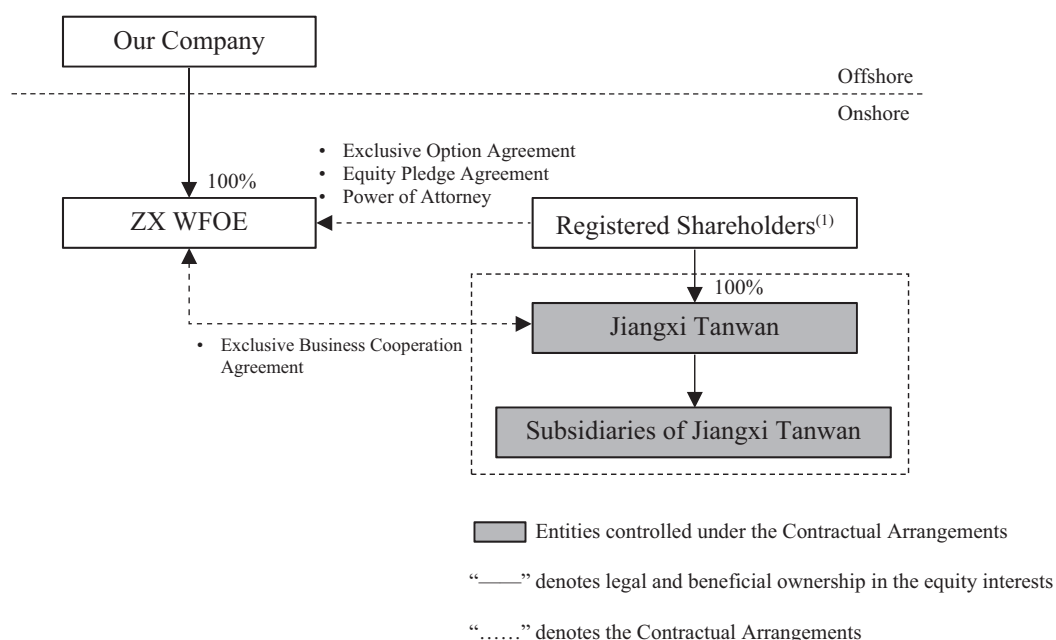 Our Company
Offshore
Onshore
• Exclusive Option Agreement
• Equity Pledge Agreement
• Power of Attorney
100%
ZX WFOE
Registered Shareholders(1)
100%
Jiangxi Tanwan
• Exclusive Business Cooperation
Agreement
Subsidiaries of Jiangxi Tanwan
Entities controlled under the Contractual Arrangements
“——” denotes legal and beneficial ownership in the equity interests
“……” denotes the Contractual Arrangements